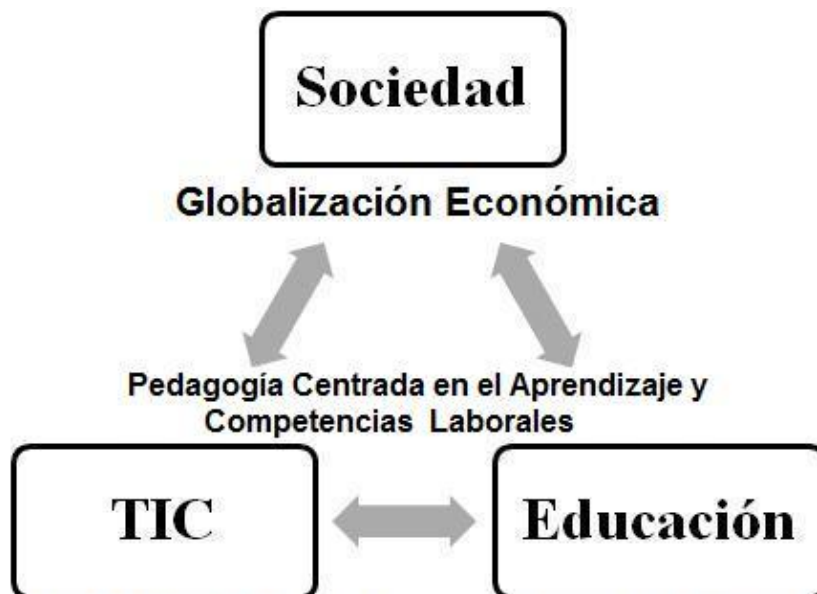 Sociedad
Globalización Económica
Pedagogía Centrada en el Aprendizaje y
Competencias Laborales
TIC
Educación